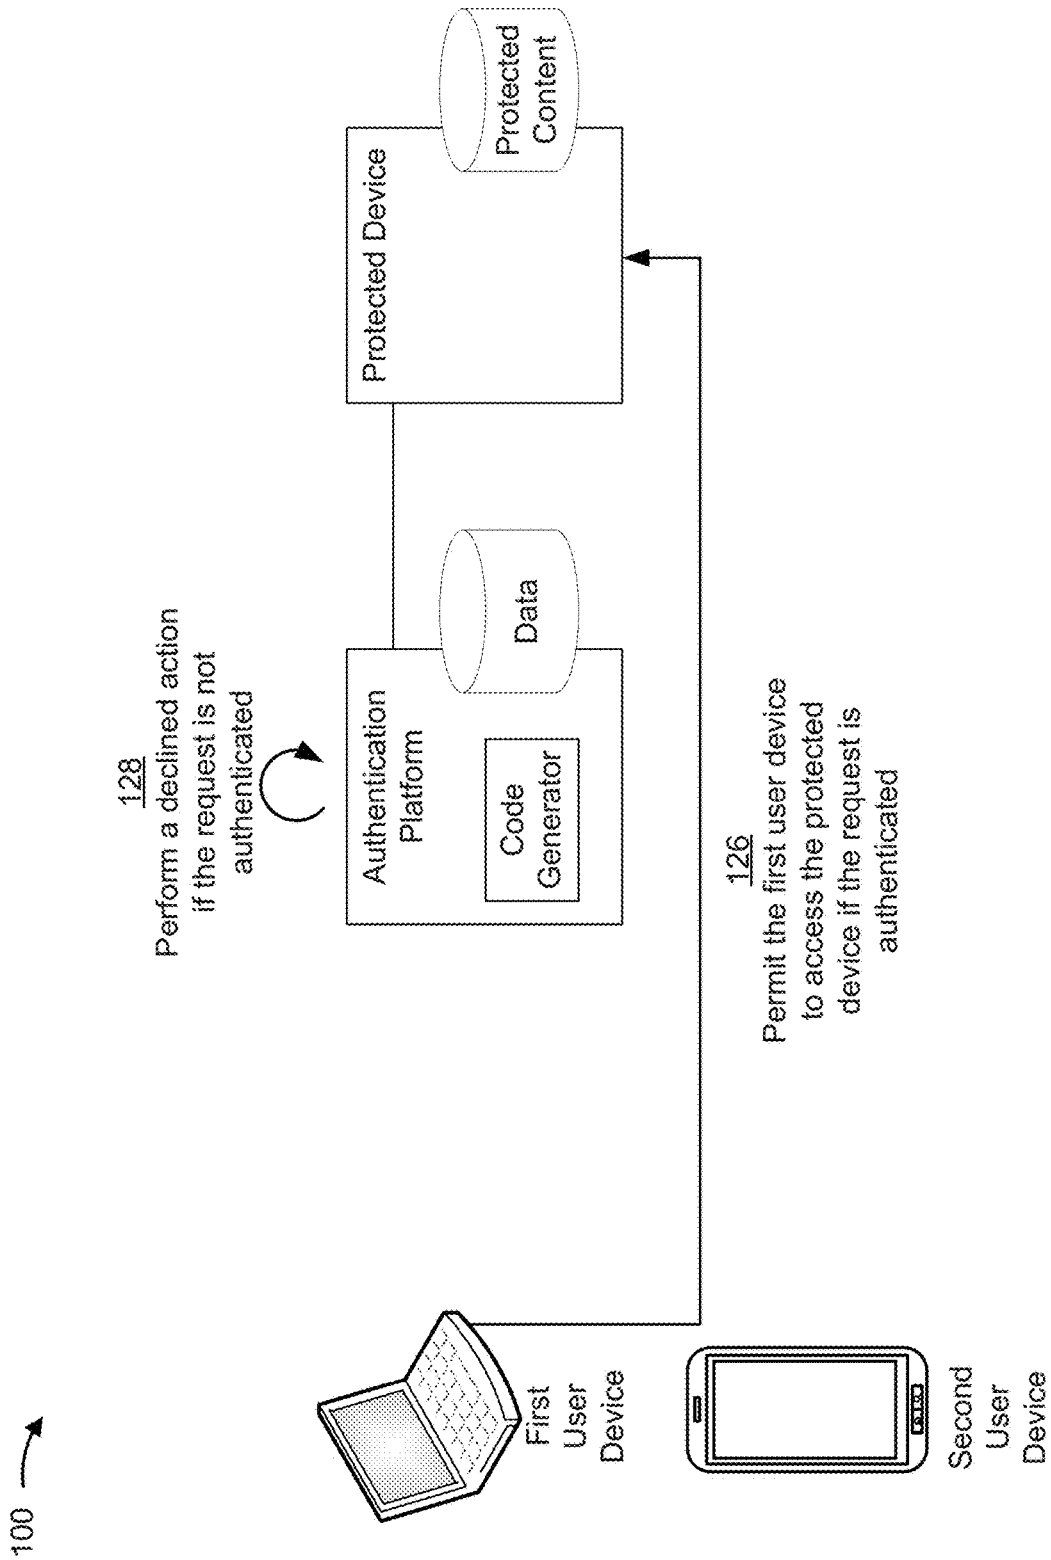 100
128
Perform a declined action
if the request is not
authenticated
Authentication
Platform
Code
Generator
Data
Protected Device
Protected
Content
First
User
Device
Second
User
Device
126
Permit the first user device
to access the protected
device if the request is
authenticated